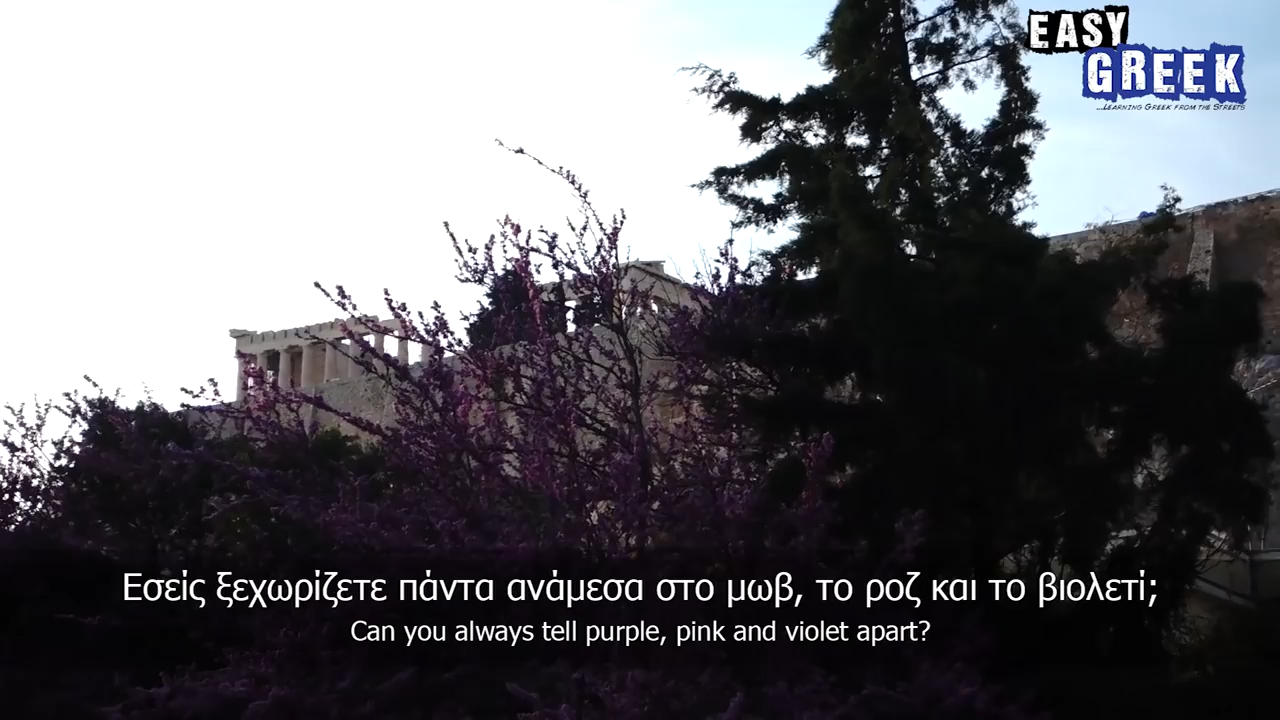 EASY
GREEK
...LEARNING GREEK FROM THE STREETS
Εσείς ξεχωρίζετε πάντα ανάμεσα στο μωβ, το ροζ και το βιολετί;
Can you always tell purple, pink and violet apart?